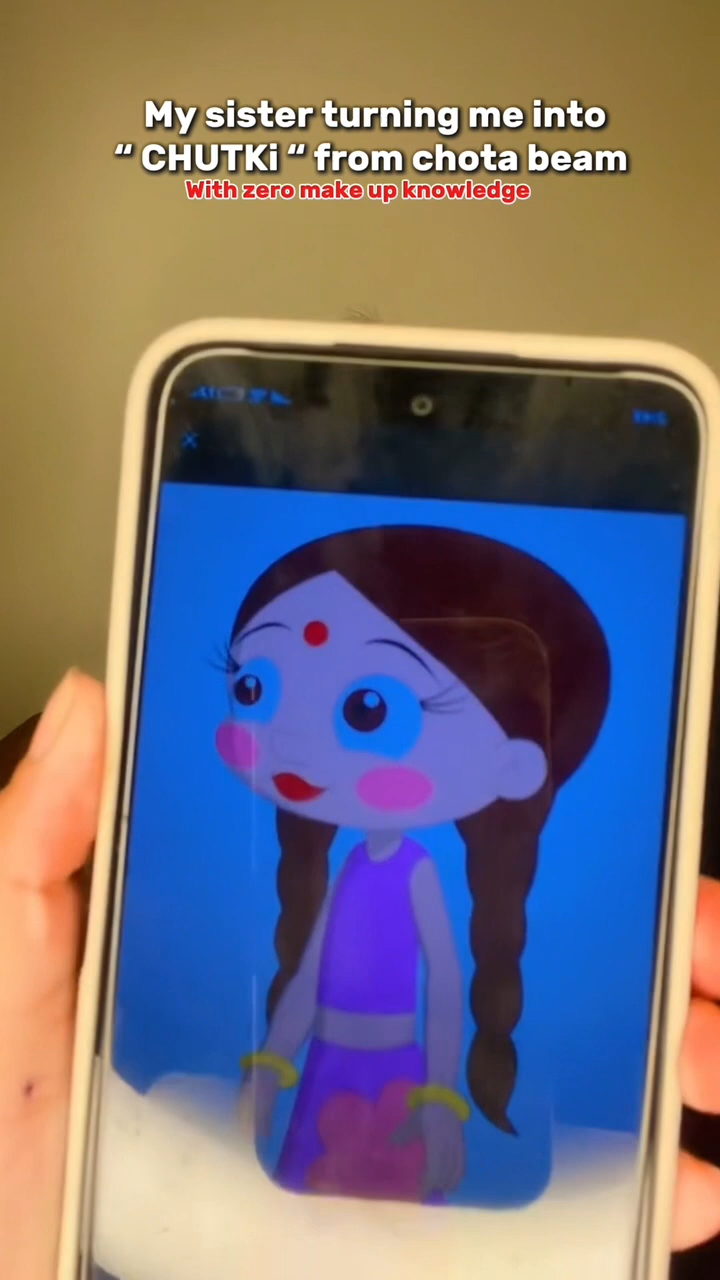 My sister turning me into
“ CHUTKi “ from chota beam
With zero make up knowledge